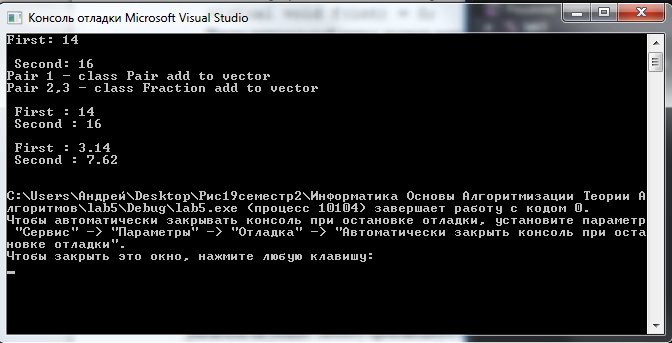 Консоль отладки Microsoft Visual Studio
First: 14
Second: 16
Pair 1 - class Pair add to vector
Pair 2,3 - class Fraction add to vector
First : 14
Second : 16
First : 3.14
Second : 7.62
C:\Users\Андрей\Desktop\Рис19семестр2\Информатика Основы Алгоритмизации Теории А
лгоритмов\lab5\Debug\lab5.exe (процесс 10104) завершает работу с кодом 0.
Чтобы автоматически закрывать консоль при остановке отладки, установите параметр
"Сервис" -> "Параметры" -> "Отладка" -> "Автоматически закрыть консоль при оста
новке отладки".
Чтобы закрыть это окно, нажмите любую клавишу: